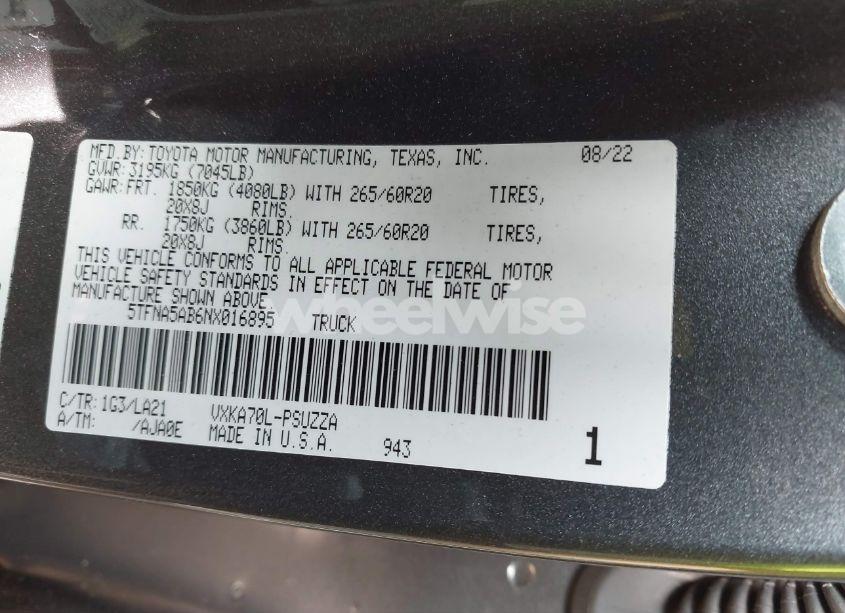 MFD.BY:TOYOTA MOTOR MANUFACTURING, TEXAS, INC. 08/22
GVWR:3195KG (7045LB)
GAWR:FRT. 1850KG (4080LB) WITH 265/60R20 TIRES,
20X8J RIMS.
RR. 1750KG (3860LB) WITH 265/60R20 TIRES,
20X8J RIMS.
THIS VEHICLE CONFORMS TO ALL APPLICABLE FEDERAL MOTOR
VEHICLE SAFETY STANDARDS IN EFFECT ON THE DATE OF
MANUFACTURE SHOWN ABOVE.
5TFNA5AB6NX016895 TRUCK
wheelwise
C/TR:1G3/LA21 VXKA70L-PSUZZA
A/TM: /AJA0E MADE IN U.S.A. 943 1